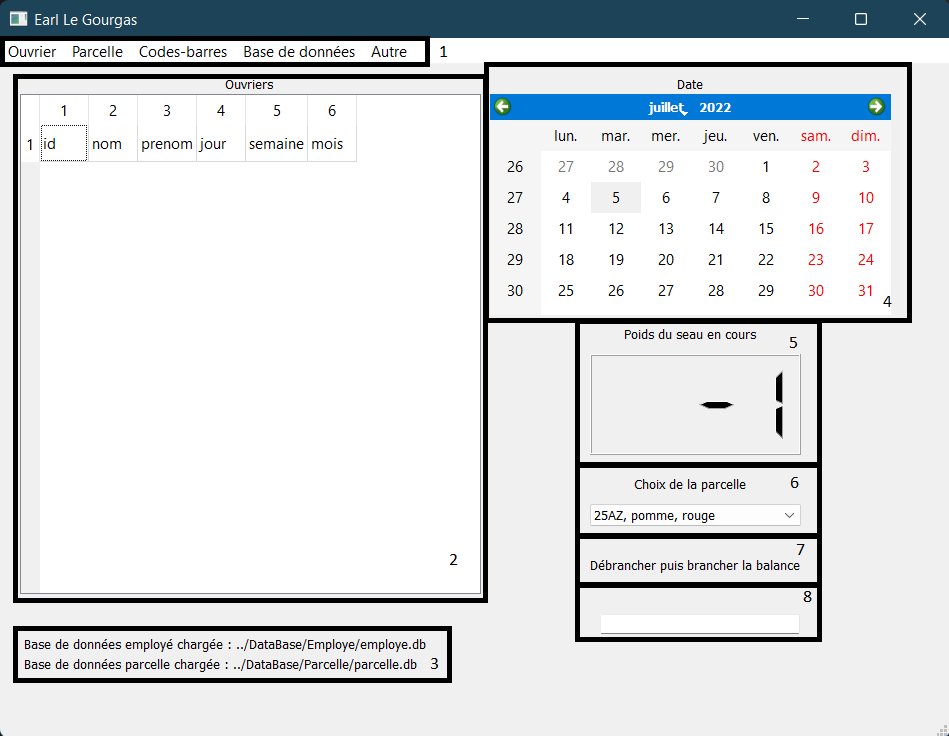 Earl Le Gourgas
Ouvrier Parcelle Codes-barres Base de données Autre 1
Ouvriers
1 2 3 4 5 6
1 id nom prenom jour semaine mois
2
Base de données employé chargée : ../DataBase/Employe/employe.db
Base de données parcelle chargée : ../DataBase/Parcelle/parcelle.db 3
Date
juillet 2022
lun. mar. mer. jeu. ven. sam. dim.
26 27 28 29 30 1 2 3
27 4 5 6 7 8 9 10
28 11 12 13 14 15 16 17
29 18 19 20 21 22 23 24
30 25 26 27 28 29 30 31
4
Poids du seau en cours 5
-1
Choix de la parcelle 6
25AZ, pomme, rouge
7
Débrancher puis brancher la balance
8